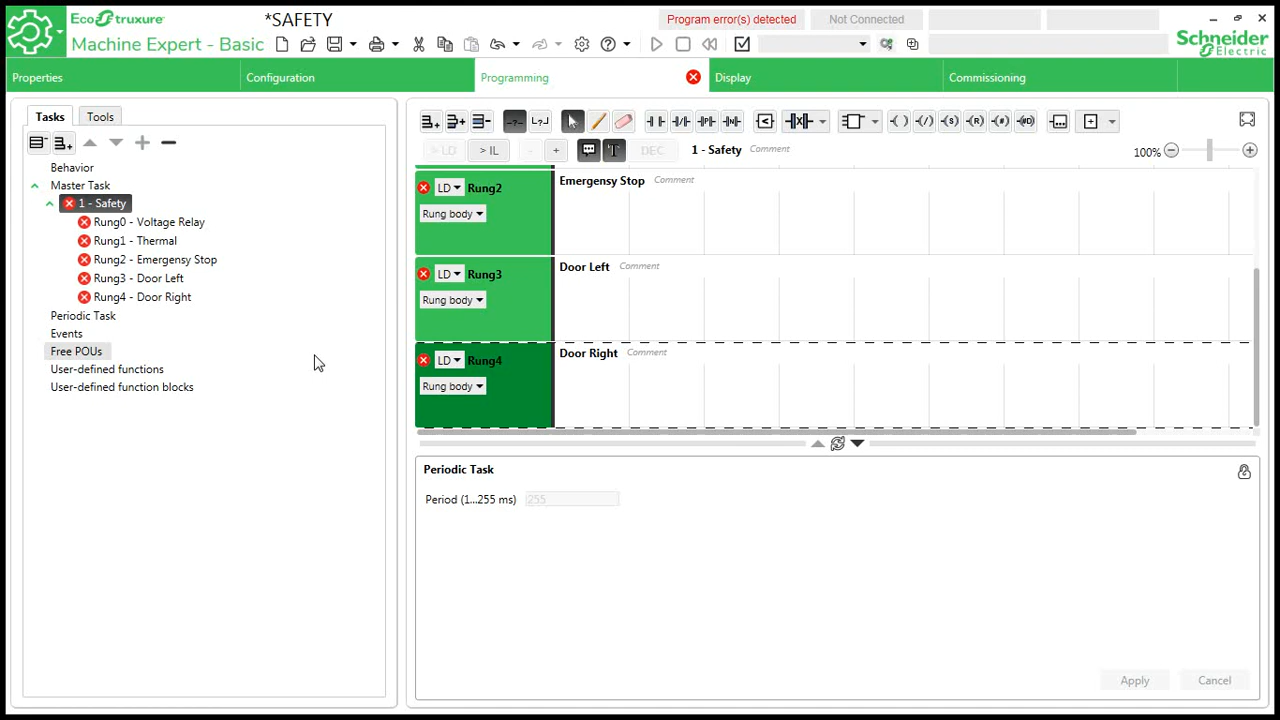 EcoStruxure
Machine Expert - Basic
*SAFETY
Program error(s) detected
Not Connected
Schneider
Electric
Properties
Configuration
Programming
Display
Commissioning
Tasks
Tools
> LD
> IL
-
+
DEC
1 - Safety
Comment
100%
Behavior
Master Task
1 - Safety
Rung0 - Voltage Relay
Rung1 - Thermal
Rung2 - Emergensy Stop
Rung3 - Door Left
Rung4 - Door Right
Periodic Task
Events
Free POUs
User-defined functions
User-defined function blocks
LD
Rung2
Emergensy Stop
Comment
Rung body
LD
Rung3
Door Left
Comment
Rung body
LD
Rung4
Door Right
Comment
Rung body
Periodic Task
Period (1...255 ms)
255
Apply
Cancel